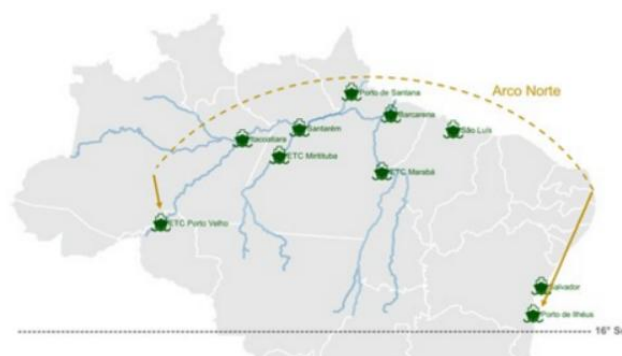 Porto de Santana
Arco Norte
Barcarena
Santarém
São Luís
Itacoatiara
ETC Mirtituba
ETC Marabá
ETC Porto Velho
Salvador
Porto de Ilhéus
16° S